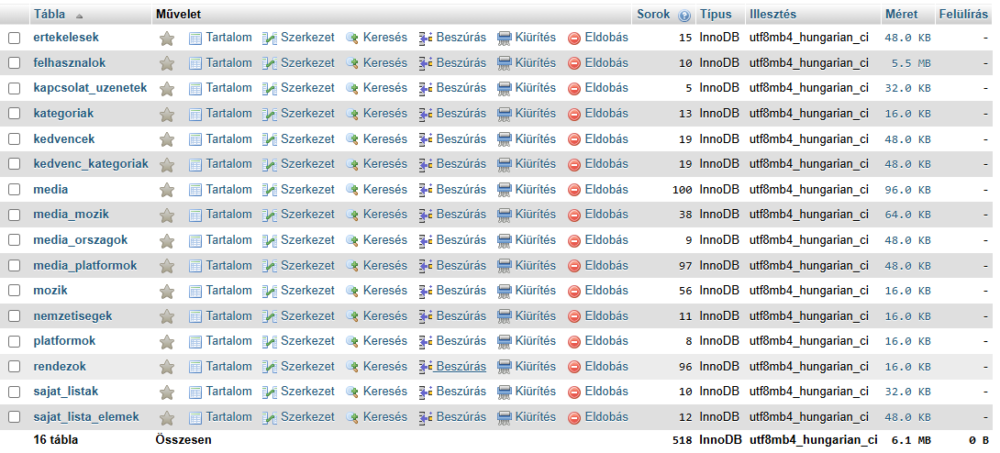 Tábla Művelet Sorok Típus Illesztés Méret Felülírás
ertekelesek Tartalom Szerkezet Keresés Beszúrás Kiürítés Eldobás 15 InnoDB utf8mb4_hungarian_ci 48.0 KB -
felhasznalok Tartalom Szerkezet Keresés Beszúrás Kiürítés Eldobás 10 InnoDB utf8mb4_hungarian_ci 5.5 MB -
kapcsolat_uzenetek Tartalom Szerkezet Keresés Beszúrás Kiürítés Eldobás 5 InnoDB utf8mb4_hungarian_ci 32.0 KB -
kategoriak Tartalom Szerkezet Keresés Beszúrás Kiürítés Eldobás 13 InnoDB utf8mb4_hungarian_ci 16.0 KB -
kedvencek Tartalom Szerkezet Keresés Beszúrás Kiürítés Eldobás 19 InnoDB utf8mb4_hungarian_ci 48.0 KB -
kedvenc_kategoriak Tartalom Szerkezet Keresés Beszúrás Kiürítés Eldobás 19 InnoDB utf8mb4_hungarian_ci 48.0 KB -
media Tartalom Szerkezet Keresés Beszúrás Kiürítés Eldobás 100 InnoDB utf8mb4_hungarian_ci 96.0 KB -
media_mozik Tartalom Szerkezet Keresés Beszúrás Kiürítés Eldobás 38 InnoDB utf8mb4_hungarian_ci 64.0 KB -
media_orszagok Tartalom Szerkezet Keresés Beszúrás Kiürítés Eldobás 9 InnoDB utf8mb4_hungarian_ci 48.0 KB -
media_platformok Tartalom Szerkezet Keresés Beszúrás Kiürítés Eldobás 97 InnoDB utf8mb4_hungarian_ci 48.0 KB -
mozik Tartalom Szerkezet Keresés Beszúrás Kiürítés Eldobás 56 InnoDB utf8mb4_hungarian_ci 16.0 KB -
nemzetisegek Tartalom Szerkezet Keresés Beszúrás Kiürítés Eldobás 11 InnoDB utf8mb4_hungarian_ci 16.0 KB -
platformok Tartalom Szerkezet Keresés Beszúrás Kiürítés Eldobás 8 InnoDB utf8mb4_hungarian_ci 16.0 KB -
rendezok Tartalom Szerkezet Keresés Beszúrás Kiürítés Eldobás 96 InnoDB utf8mb4_hungarian_ci 16.0 KB -
sajat_listak Tartalom Szerkezet Keresés Beszúrás Kiürítés Eldobás 10 InnoDB utf8mb4_hungarian_ci 32.0 KB -
sajat_lista_elemek Tartalom Szerkezet Keresés Beszúrás Kiürítés Eldobás 12 InnoDB utf8mb4_hungarian_ci 48.0 KB -
16 tábla Összesen 518 InnoDB utf8mb4_hungarian_ci 6.1 MB 0 B